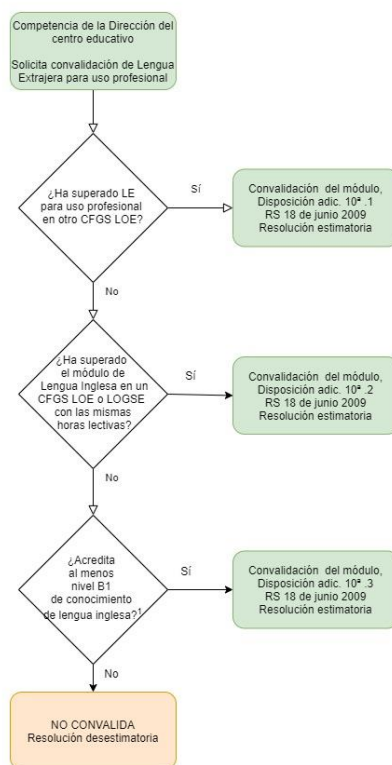 Competencia de la Dirección del
centro educativo
Solicita convalidación de Lengua
Extranjera para uso profesional
¿Ha superado LE
para uso profesional
en otro CFGS LOE?
Sí
Convalidación del módulo,
Disposición adic. 10ª .1
RS 18 de junio 2009
Resolución estimatoria
No
¿Ha superado
el módulo de
Lengua Inglesa en un
CFGS LOE o LOGSE
con las mismas
horas lectivas?
Sí
Convalidación del módulo,
Disposición adic. 10ª .2
RS 18 de junio 2009
Resolución estimatoria
No
¿Acredita
al menos
nivel B1
de conocimiento
de lengua inglesa?¹
Sí
Convalidación del módulo,
Disposición adic. 10ª .3
RS 18 de junio 2009
Resolución estimatoria
No
NO CONVALIDA
Resolución desestimatoria